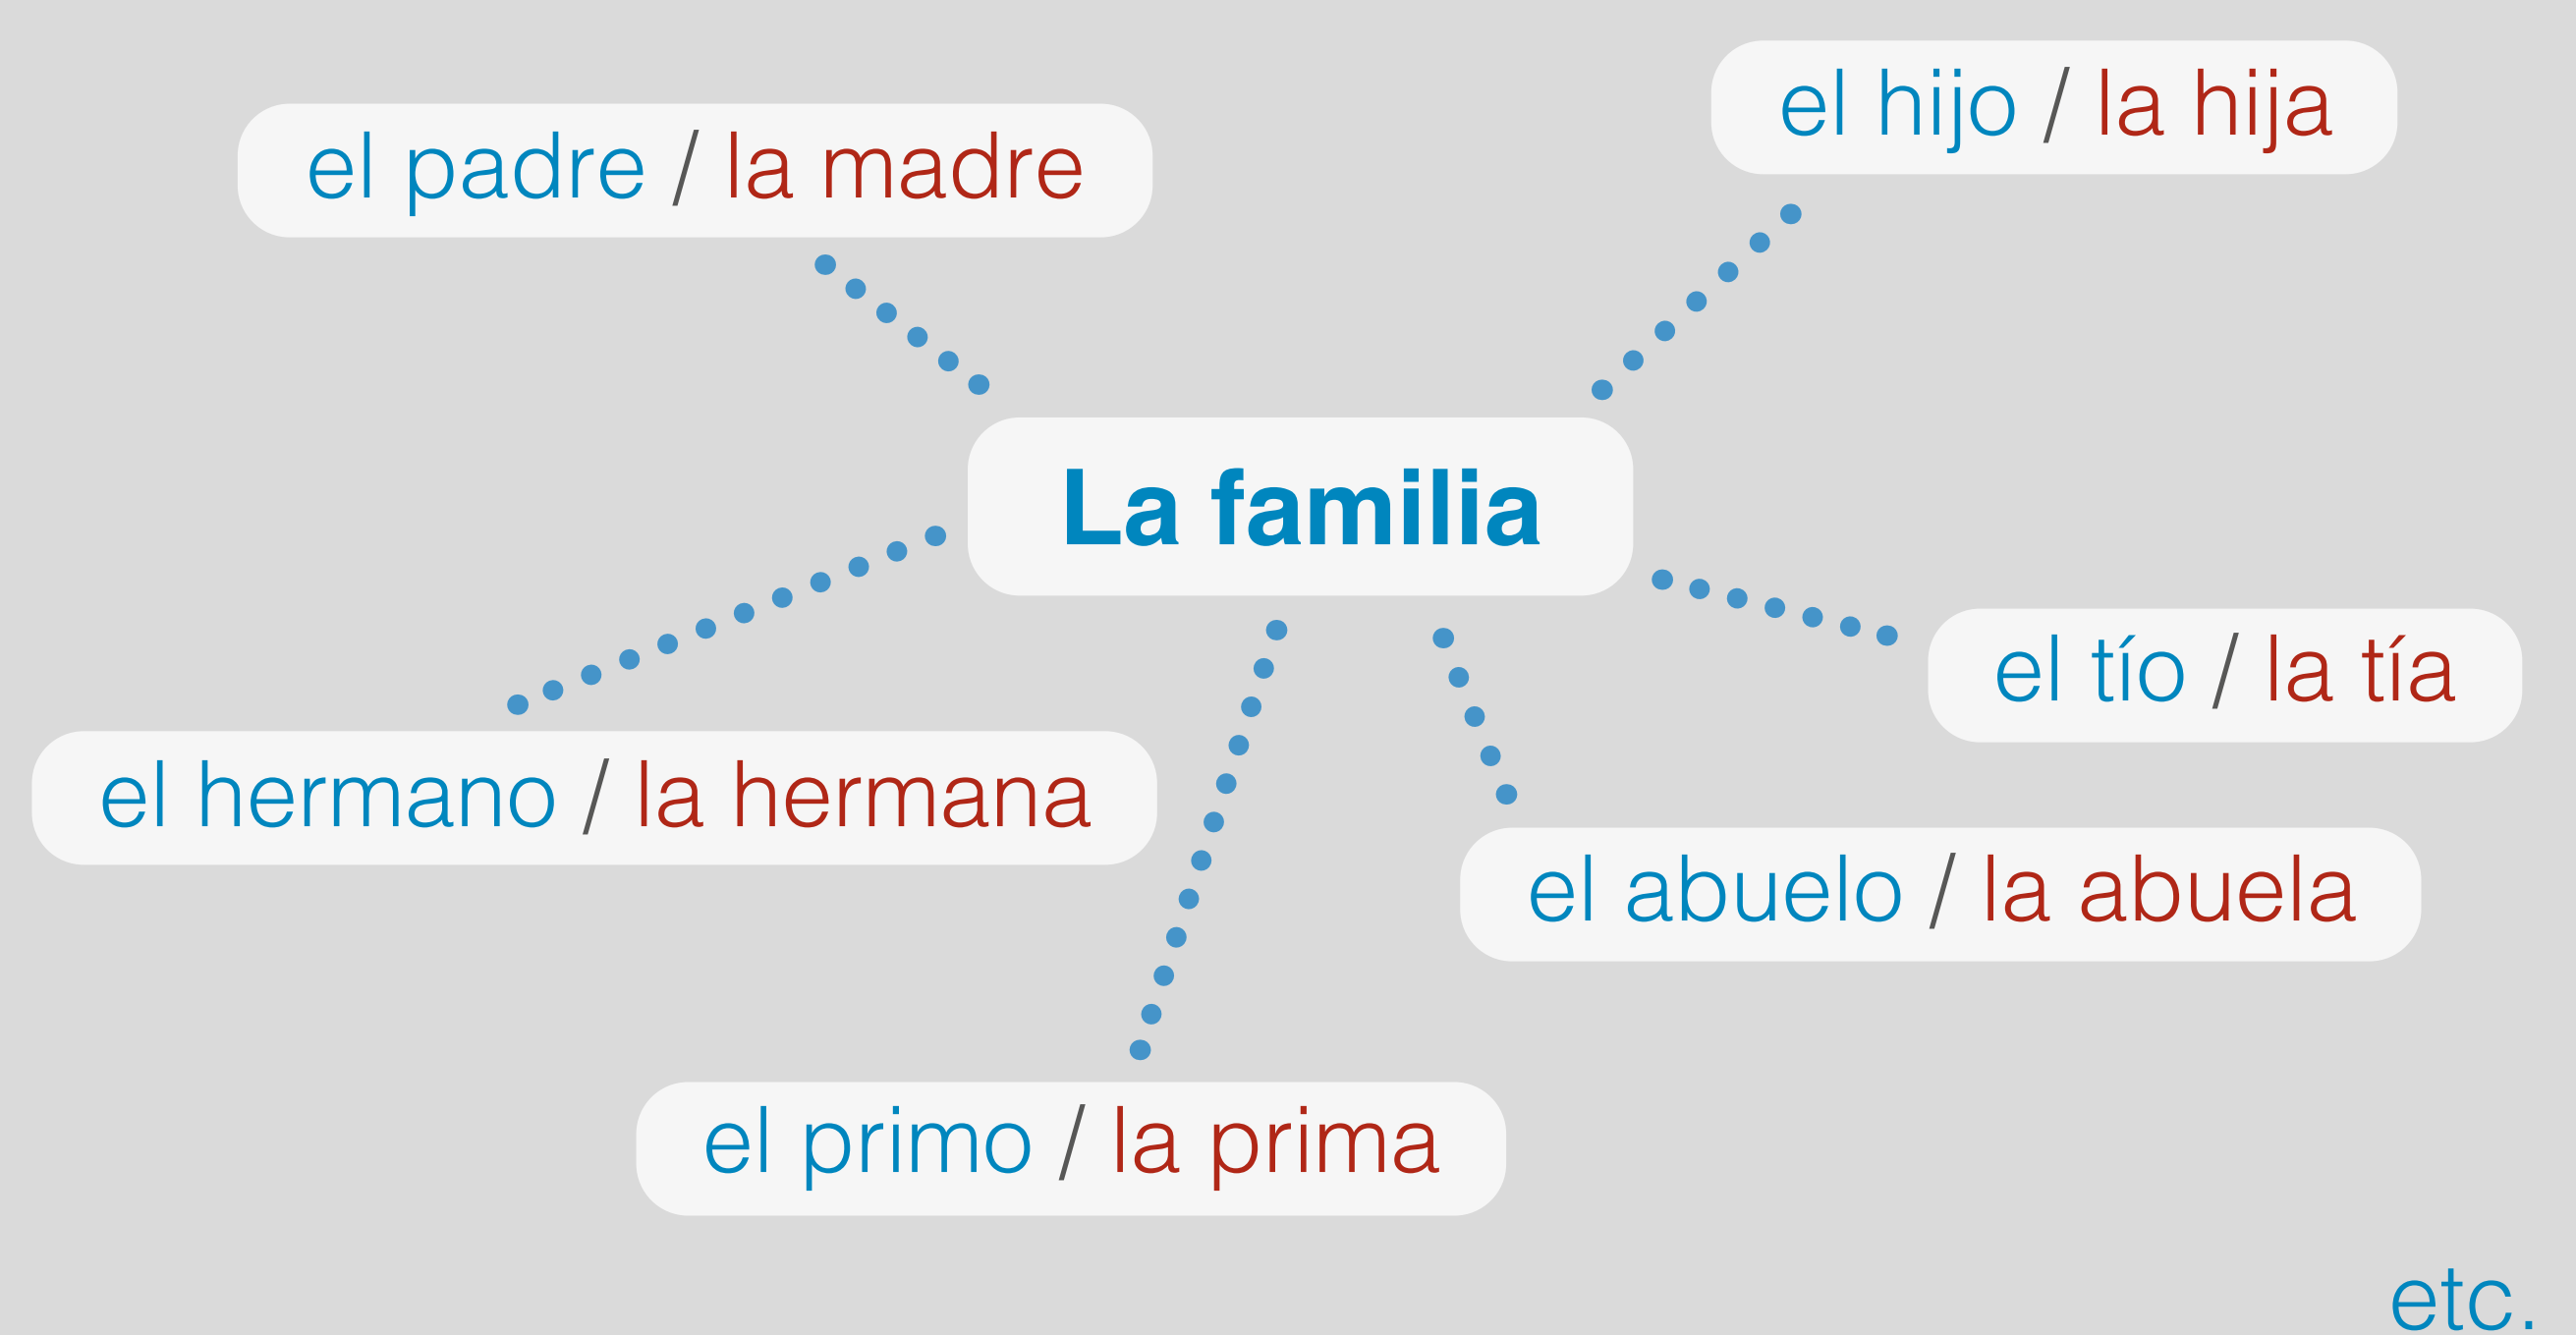 el hijo / la hija
el padre / la madre
La familia
el tío / la tía
el hermano / la hermana
el abuelo / la abuela
el primo / la prima
etc.